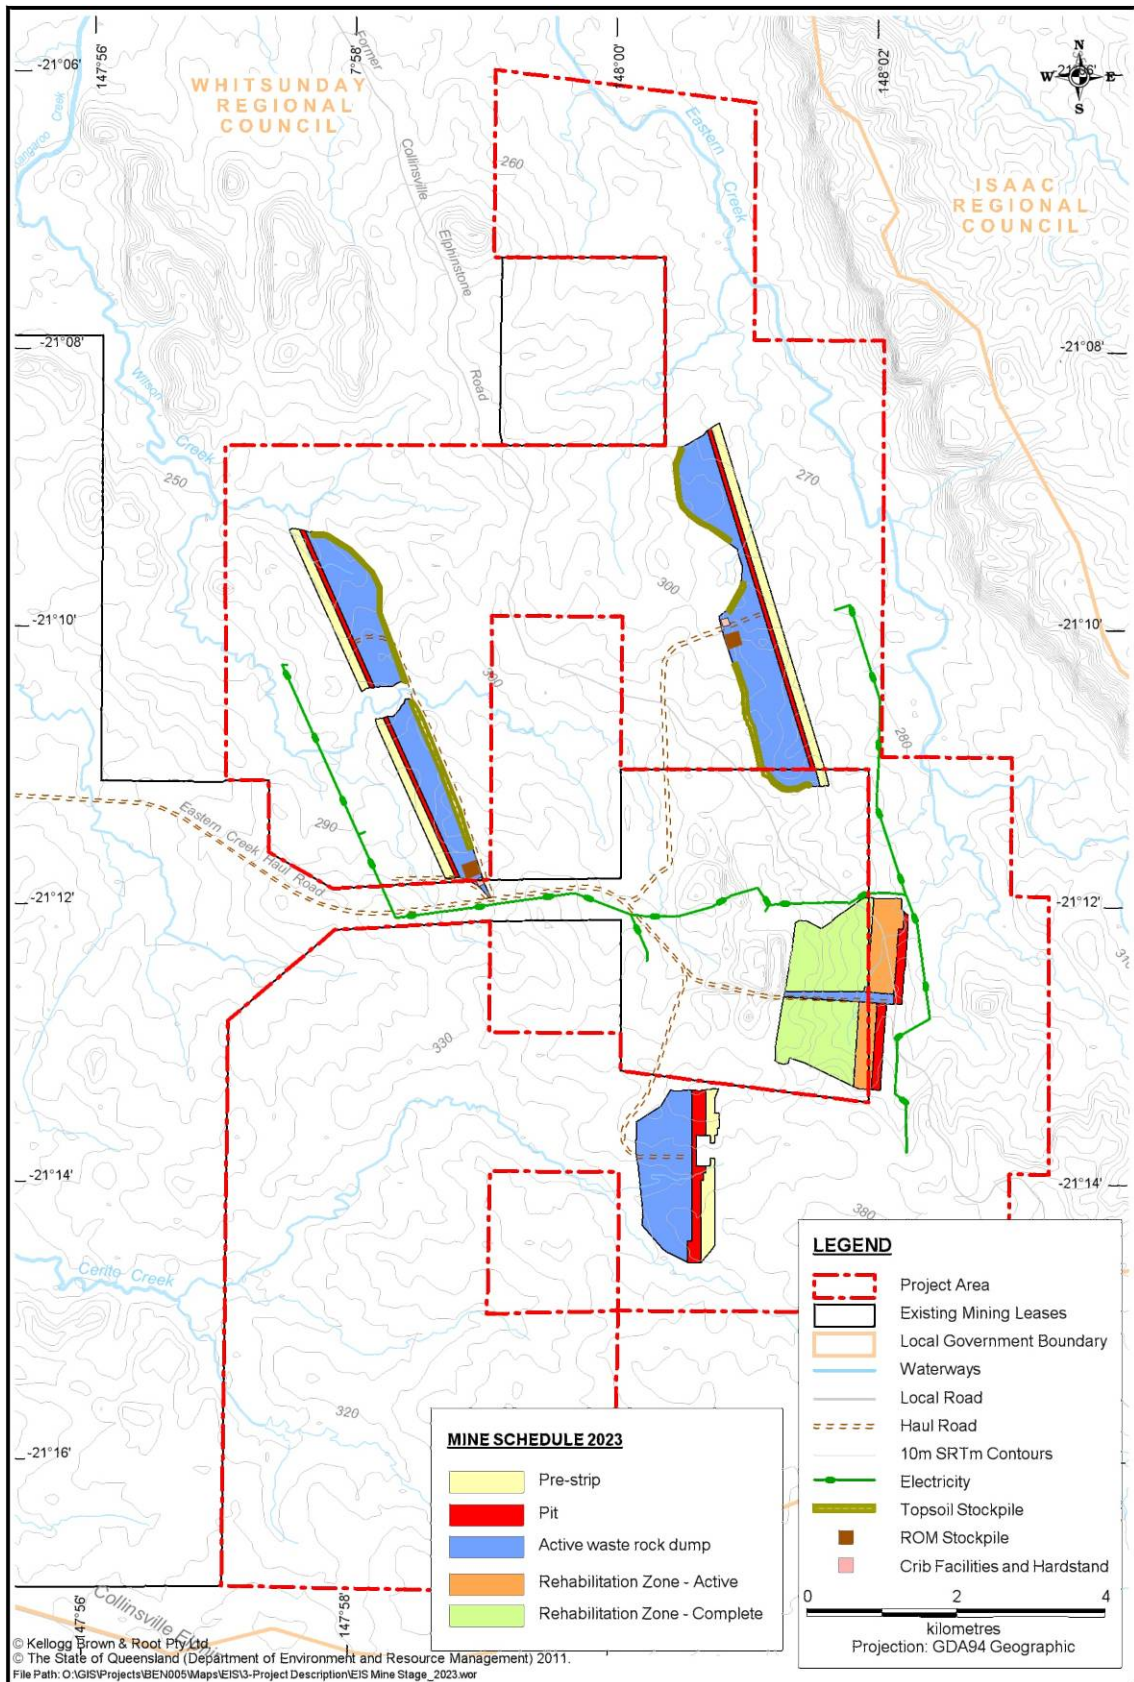 147°56'
7°58'
148°00'
148°02'
-21°06'
N
W
E
S
WHITSUNDAY
REGIONAL
COUNCIL
Former
Collinsville
Elphinstone
Road
Eastern
Creek
260
ISAAC
REGIONAL
COUNCIL
Creek
-21°08'
-21°08'
Wilson
Creek
250
270
300
-21°10'
-21°10'
280
290
Eastern Creek Haul Road
-21°12'
-21°12'
330
-21°14'
-21°14'
380
Cerito Creek
320
-21°16'
LEGEND
Project Area
Existing Mining Leases
Local Government Boundary
Waterways
Local Road
Haul Road
10m SRTm Contours
Electricity
Topsoil Stockpile
ROM Stockpile
Crib Facilities and Hardstand
0 2 4
kilometres
Projection: GDA94 Geographic
MINE SCHEDULE 2023
Pre-strip
Pit
Active waste rock dump
Rehabilitation Zone - Active
Rehabilitation Zone - Complete
147°56'
147°58'
Collinsville
© Kellogg Brown & Root Pty Ltd
© The State of Queensland (Department of Environment and Resource Management) 2011.
File Path: O:\GIS\Projects\BEN005\Maps\EIS\3-Project Description\EIS Mine Stage_2023.wor